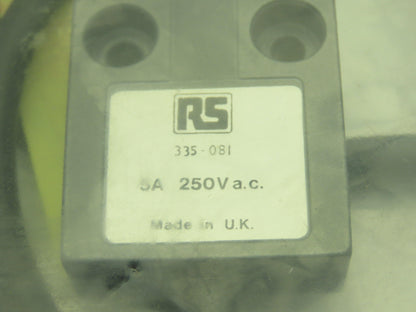 RS
335-081
5A 250V a.c.
Made in U.K.